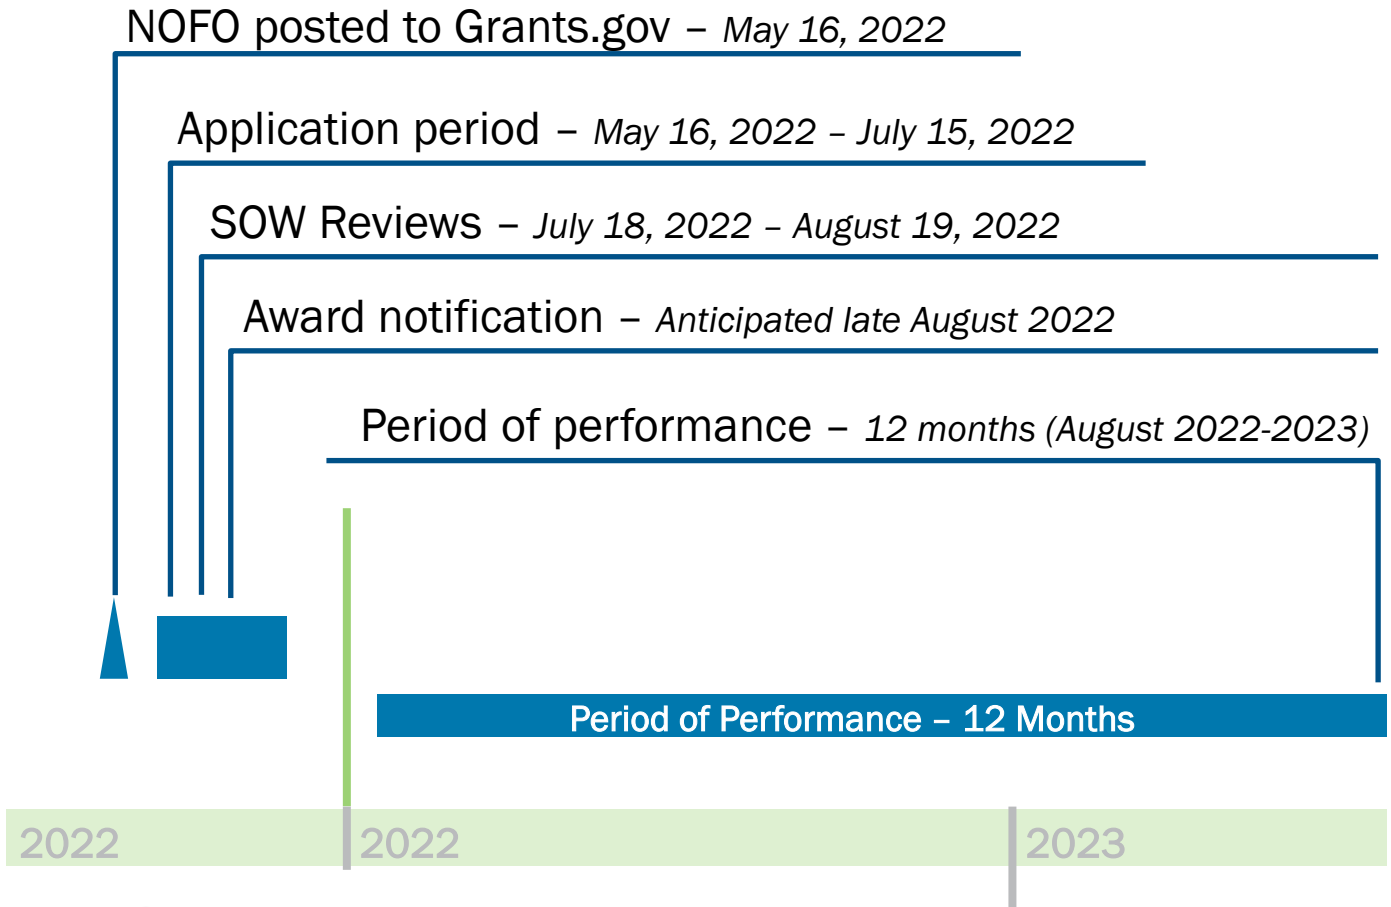 NOFO posted to Grants.gov – May 16, 2022
Application period – May 16, 2022 – July 15, 2022
SOW Reviews – July 18, 2022 – August 19, 2022
Award notification – Anticipated late August 2022
Period of performance – 12 months (August 2022-2023)
Period of Performance – 12 Months
2022
2022
2023